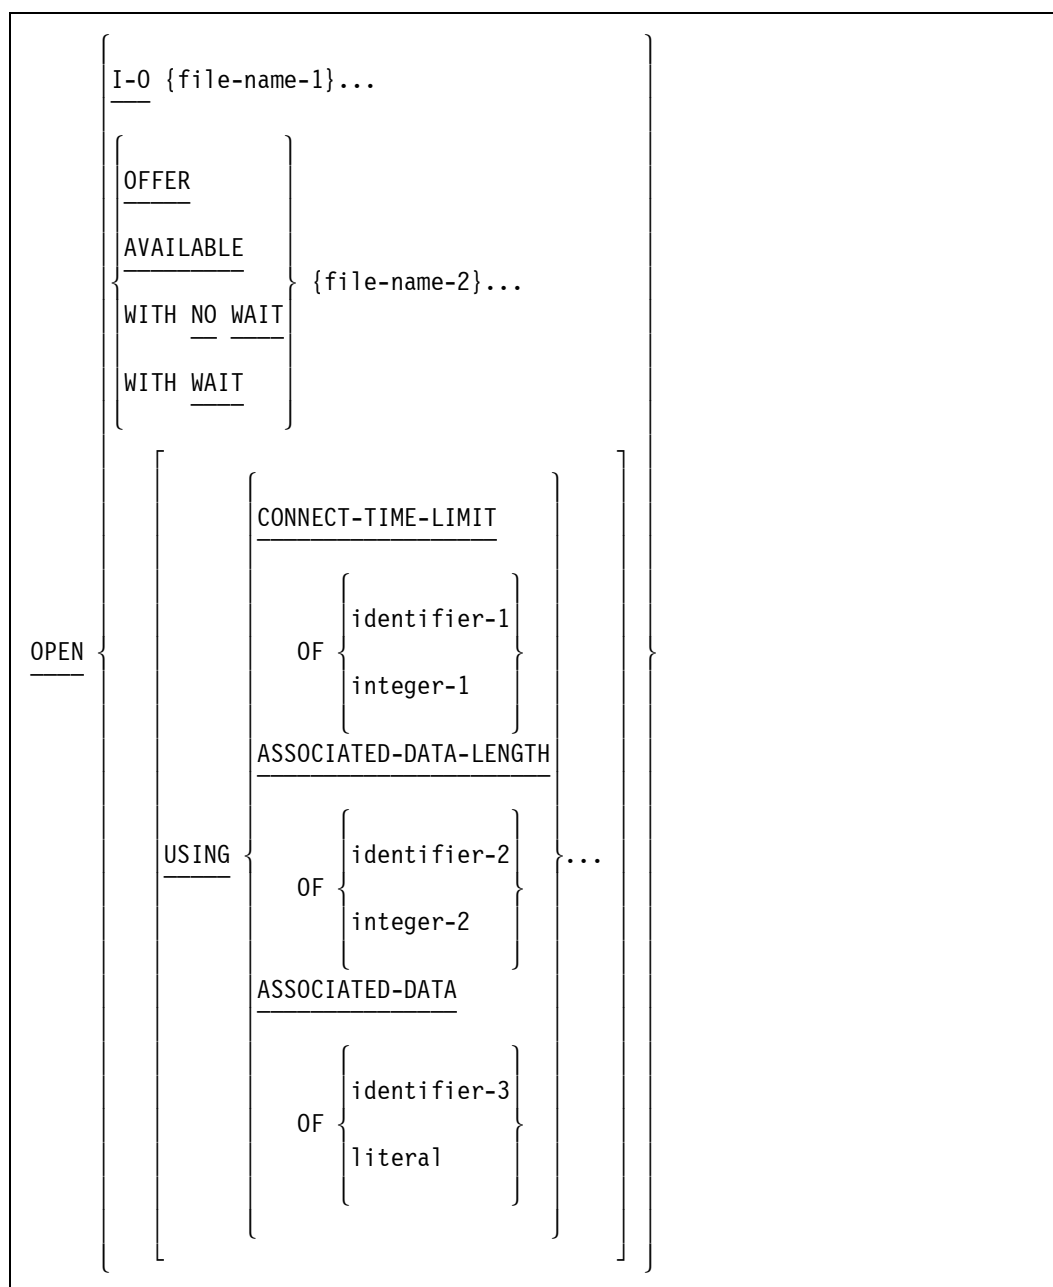 I-O {file-name-1}...
OFFER
AVAILABLE
{file-name-2}...
WITH NO WAIT
WITH WAIT
CONNECT-TIME-LIMIT
identifier-1
OPEN OF
integer-1
ASSOCIATED-DATA-LENGTH
USING identifier-2 ...
OF
integer-2
ASSOCIATED-DATA
identifier-3
OF
literal